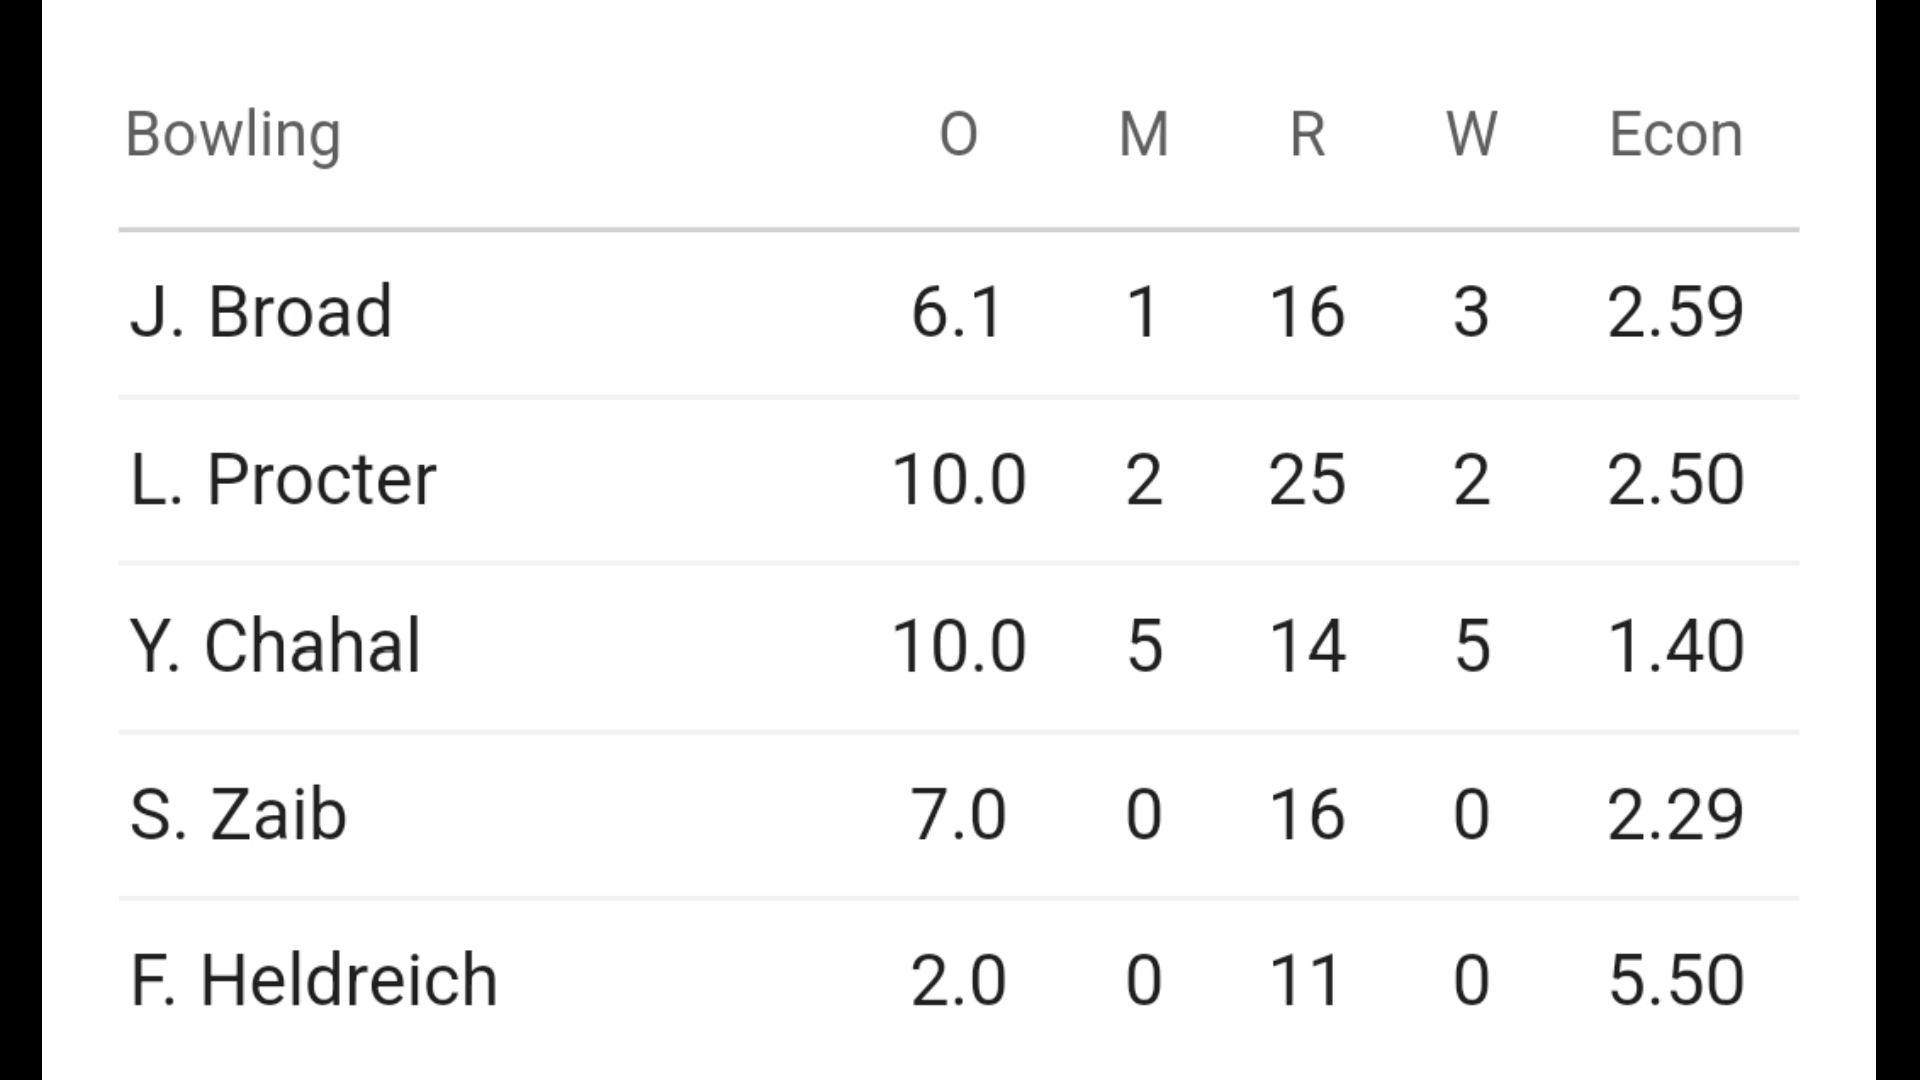 Bowling O M R W Econ
J. Broad 6.1 1 16 3 2.59
L. Procter 10.0 2 25 2 2.50
Y. Chahal 10.0 5 14 5 1.40
S. Zaib 7.0 0 16 0 2.29
F. Heldreich 2.0 0 11 0 5.50